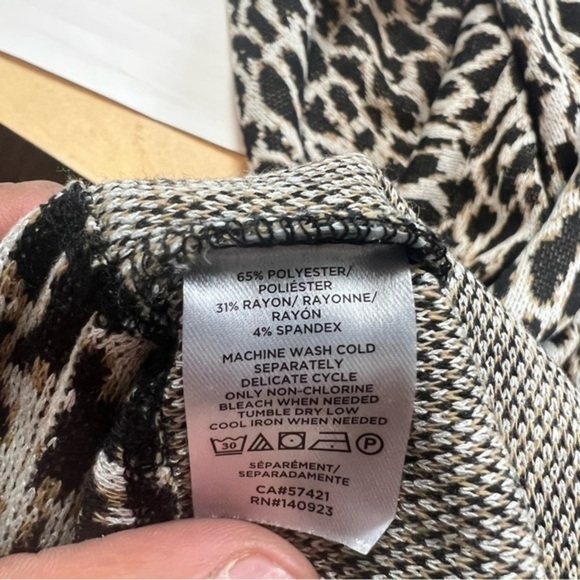 65% POLYESTER/
POLIÉSTER
31% RAYON/ RAYONNE/
RAYÓN
4% SPANDEX
MACHINE WASH COLD
SEPARATELY
DELICATE CYCLE
ONLY NON-CHLORINE
BLEACH WHEN NEEDED
TUMBLE DRY LOW
COOL IRON WHEN NEEDED
30 P
SÉPARÉMENT/
SEPARADAMENTE
CA#57421
RN#140923